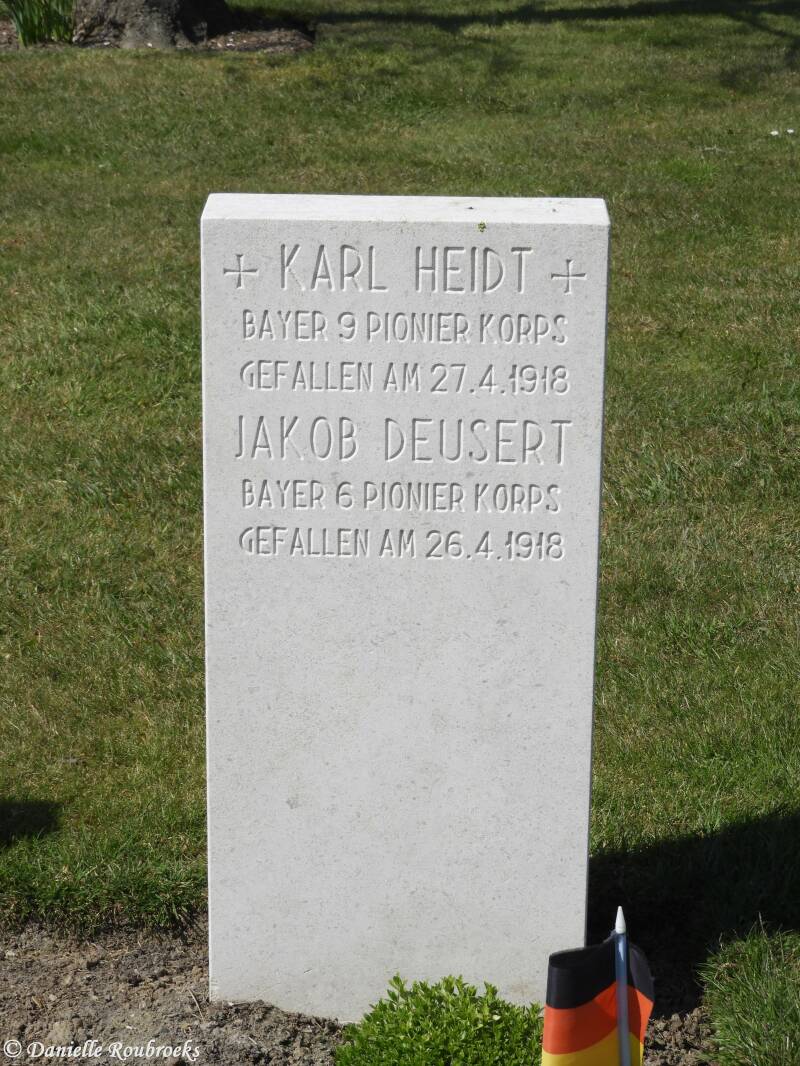 KARL HEIDT
BAYER 9 PIONIER KORPS
GEFALLEN AM 27.4.1918
JAKOB DEUSERT
BAYER 6 PIONIER KORPS
GEFALLEN AM 26.4.1918
© Danielle Roubroeks